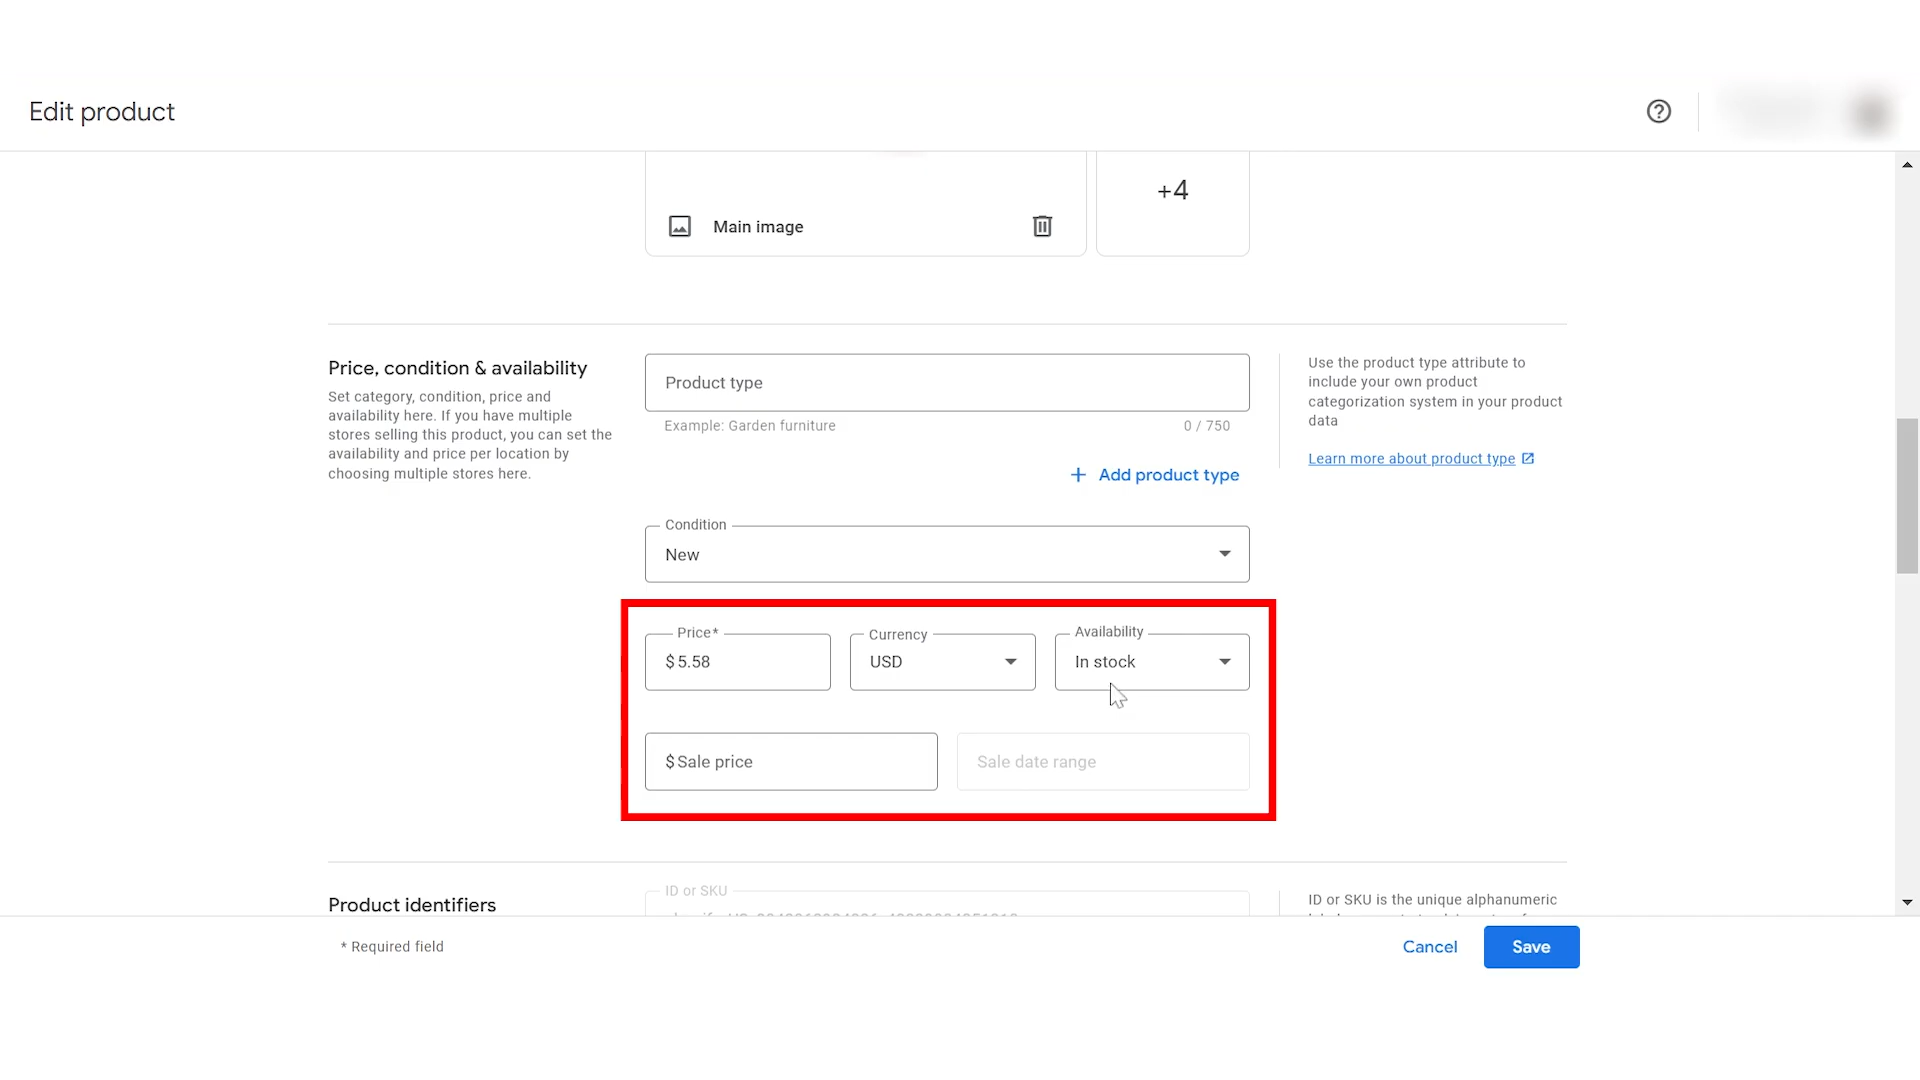 Edit product
+4
Main image
Price, condition & availability
Set category, condition, price and
availability here. If you have multiple
stores selling this product, you can set the
availability and price per location by
choosing multiple stores here.
Product type
Example: Garden furniture
0 / 750
+ Add product type
Use the product type attribute to
include your own product
categorization system in your product
data
Learn more about product type
Condition
New
Price*
$5.58
Currency
USD
Availability
In stock
$Sale price
Sale date range
Product identifiers
ID or SKU
ID or SKU is the unique alphanumeric
* Required field
Cancel
Save